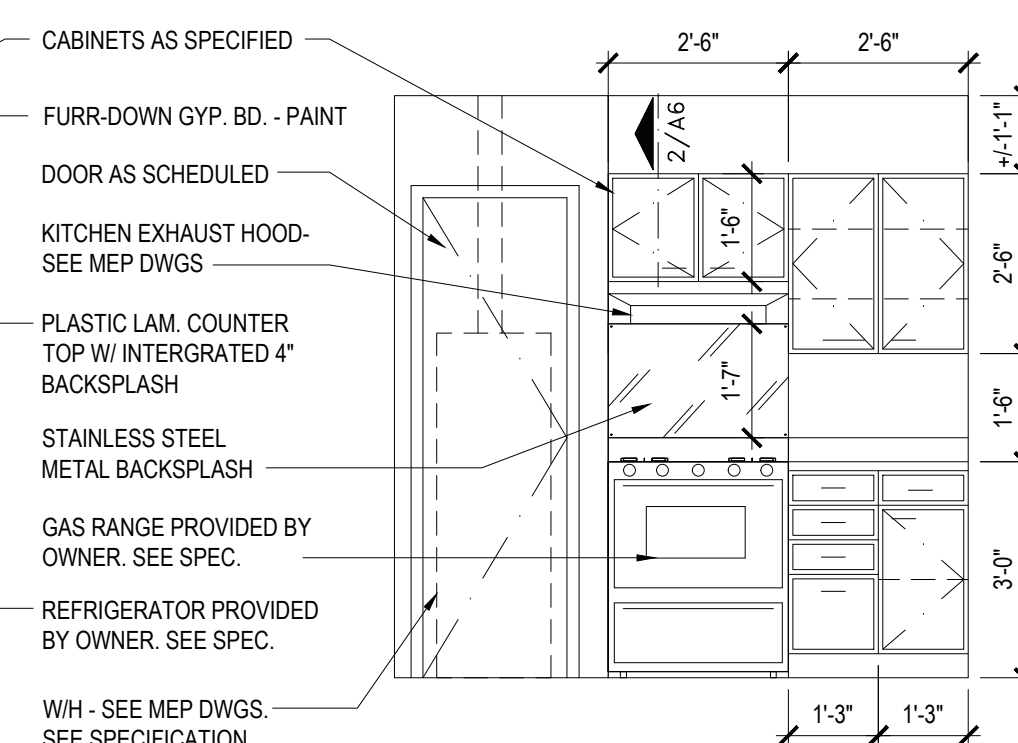 CABINETS AS SPECIFIED
FURR-DOWN GYP. BD. - PAINT
DOOR AS SCHEDULED
KITCHEN EXHAUST HOOD-
SEE MEP DWGS
PLASTIC LAM. COUNTER
TOP W/ INTERGRATED 4"
BACKSPLASH
STAINLESS STEEL
METAL BACKSPLASH
GAS RANGE PROVIDED BY
OWNER. SEE SPEC.
REFRIGERATOR PROVIDED
BY OWNER. SEE SPEC.
W/H - SEE MEP DWGS.
SEE SPECIFICATION
2'-6"
2'-6"
2/A6
1'-6"
1'-7"
+/-1'-1"
2'-6"
1'-6"
3'-0"
1'-3"
1'-3"